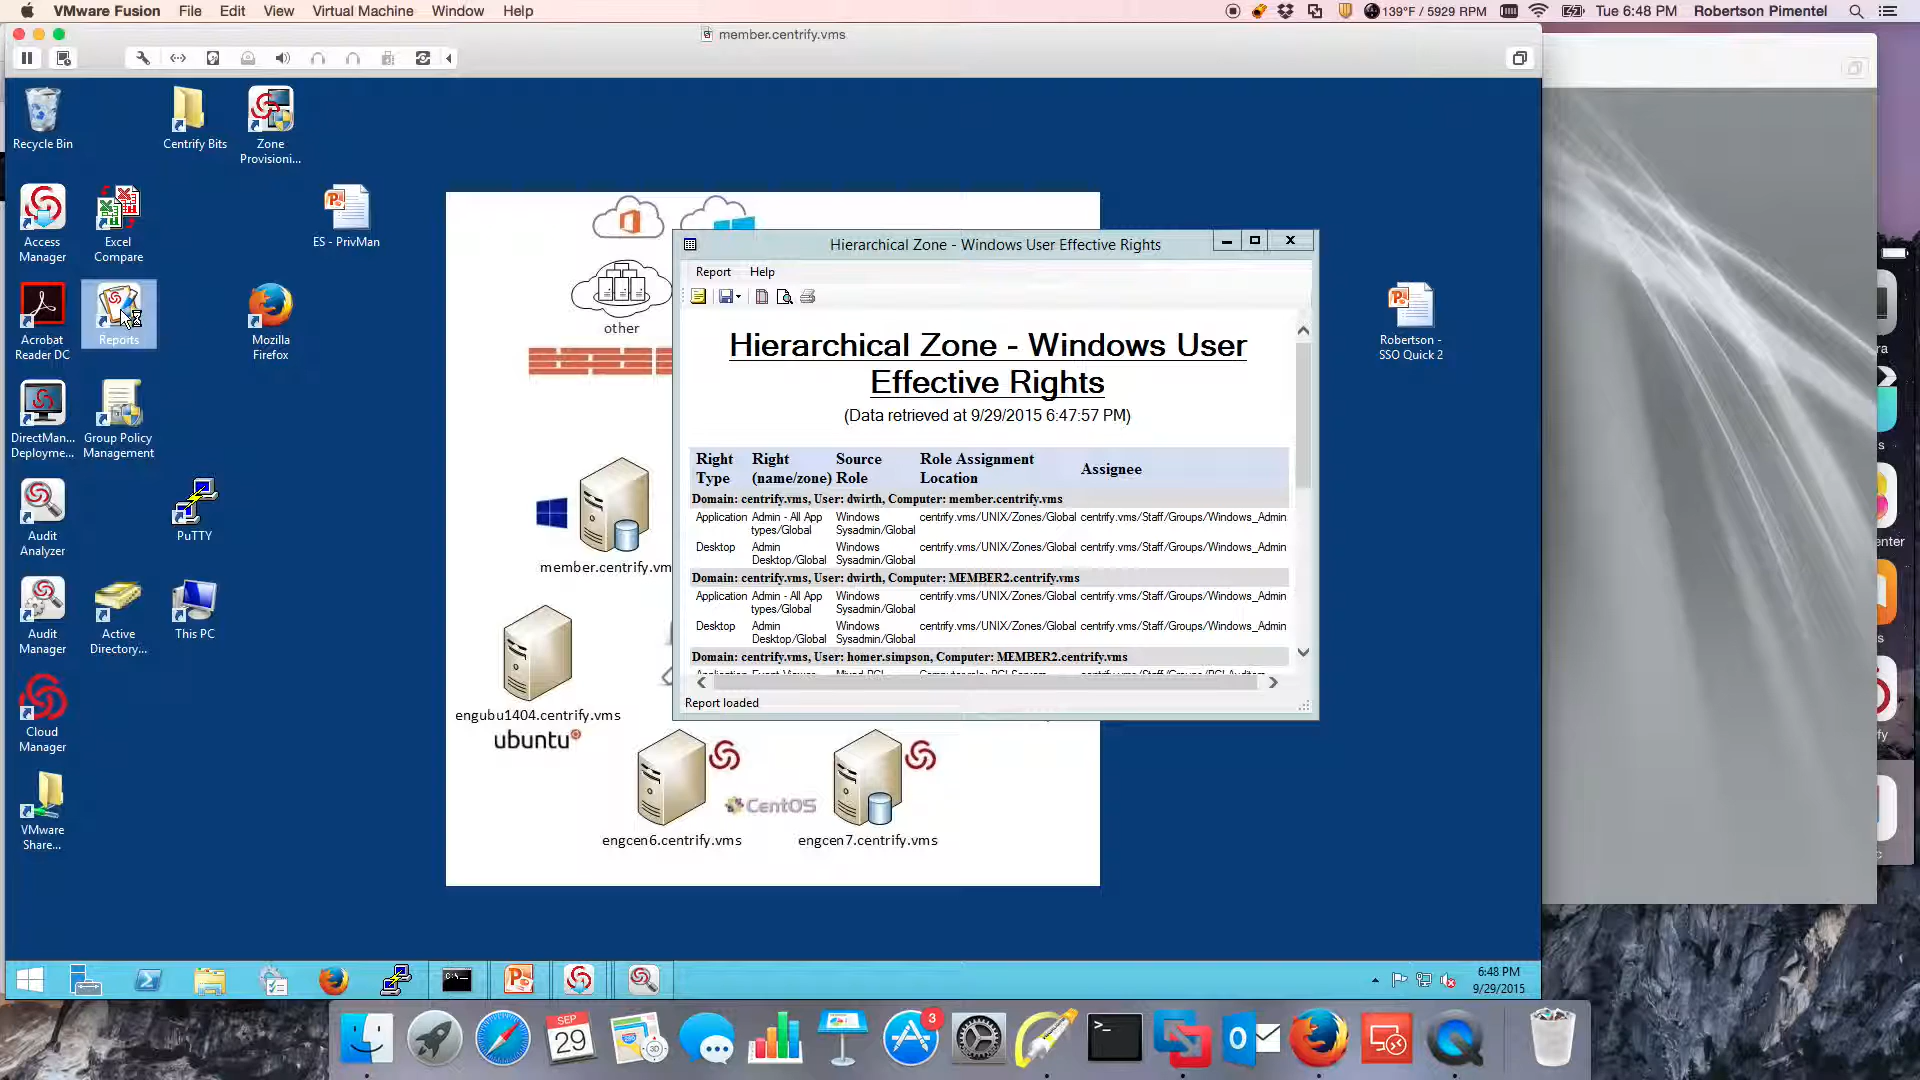 VMware Fusion File Edit View Virtual Machine Window Help
139°F / 5929 RPM Tue 6:48 PM Robertson Pimentel
member.centrify.vms
Recycle Bin
Centrify Bits
Zone
Provisioni...
Access
Manager
Excel
Compare
ES - PrivMan
Acrobat
Reader DC
Reports
Mozilla
Firefox
Robertson -
SSO Quick 2
DirectMan...
Deployme...
Group Policy
Management
Audit
Analyzer
PuTTY
Audit
Manager
Active
Directory...
This PC
Cloud
Manager
VMware
Share...
other
member.centrify.vm
engubu1404.centrify.vms
ubuntu
CentOS
engcen6.centrify.vms
engcen7.centrify.vms
Hierarchical Zone - Windows User Effective Rights
Report Help
Hierarchical Zone - Windows User
Effective Rights
(Data retrieved at 9/29/2015 6:47:57 PM)
Right Right Source Role Assignment Assignee
Type (name/zone) Role Location
Domain: centrify.vms, User: dwirth, Computer: member.centrify.vms
Application Admin - All App Windows centrify.vms/UNIX/Zones/Global centrify.vms/Staff/Groups/Windows_Admin
types/Global Sysadmin/Global
Desktop Admin Windows centrify.vms/UNIX/Zones/Global centrify.vms/Staff/Groups/Windows_Admin
Desktop/Global Sysadmin/Global
Domain: centrify.vms, User: dwirth, Computer: MEMBER2.centrify.vms
Application Admin - All App Windows centrify.vms/UNIX/Zones/Global centrify.vms/Staff/Groups/Windows_Admin
types/Global Sysadmin/Global
Desktop Admin Windows centrify.vms/UNIX/Zones/Global centrify.vms/Staff/Groups/Windows_Admin
Desktop/Global Sysadmin/Global
Domain: centrify.vms, User: homer.simpson, Computer: MEMBER2.centrify.vms
Report loaded
ra
s
enter
s
fy
6:48 PM
9/29/2015
SEP
29
3